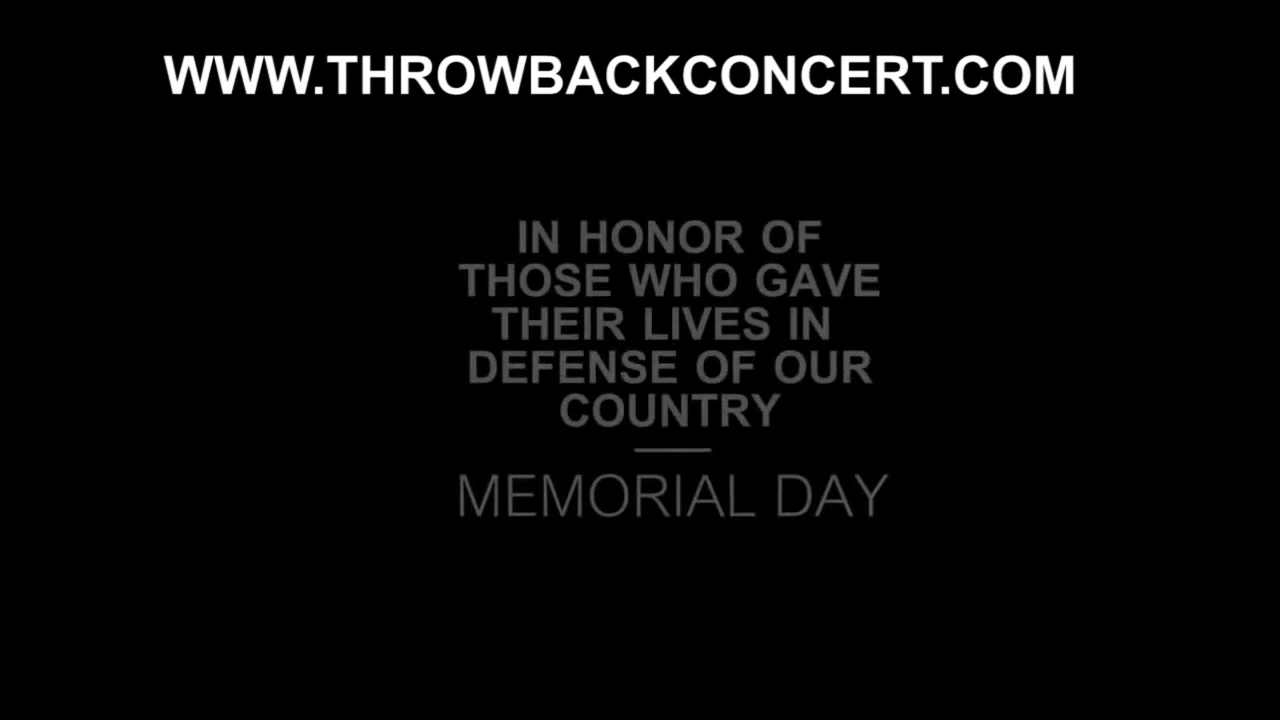 WWW.THROWBACKCONCERT.COM
IN HONOR OF
THOSE WHO GAVE
THEIR LIVES IN
DEFENSE OF OUR
COUNTRY
MEMORIAL DAY